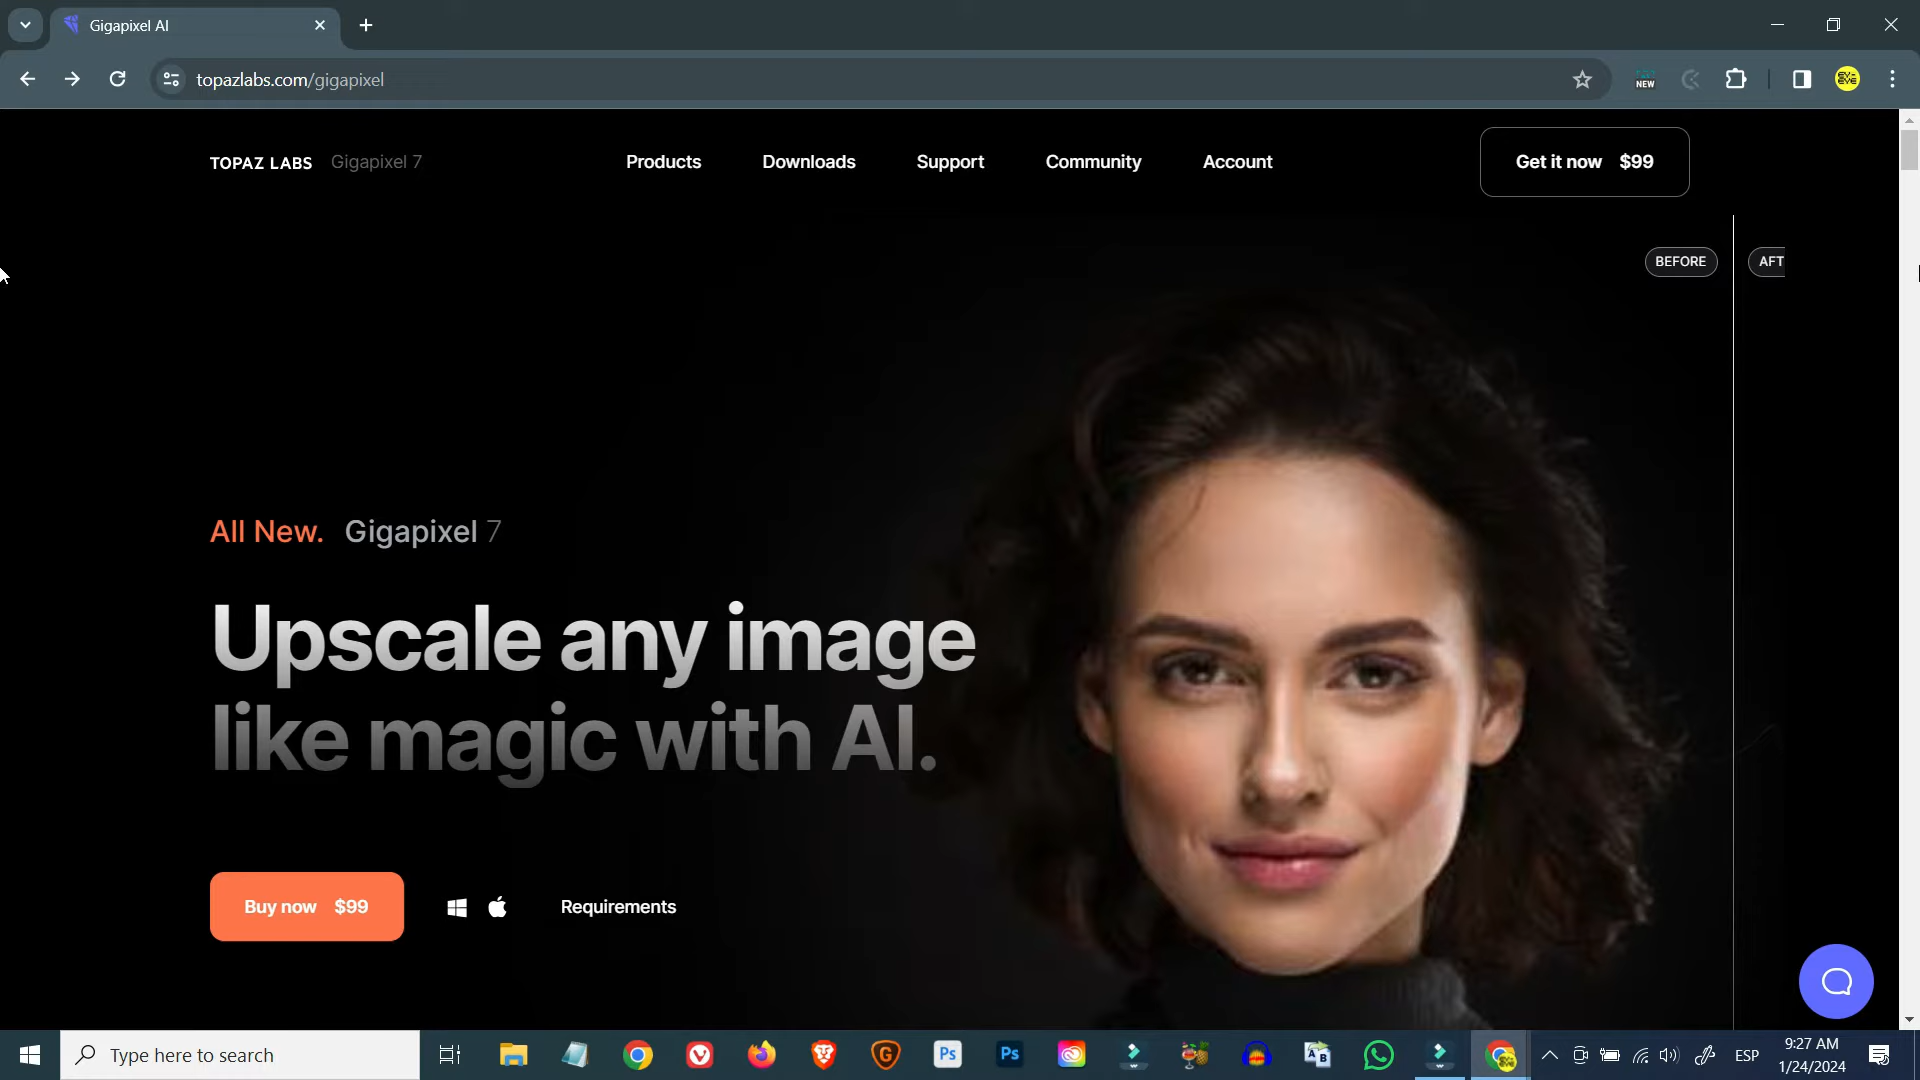 Gigapixel AI
topazlabs.com/gigapixel
NEW
TOPAZ LABS Gigapixel 7
Products Downloads Support Community Account
Get it now $99
BEFORE AFT
All New. Gigapixel 7
Upscale any image
like magic with AI.
Buy now $99 Requirements
Type here to search
Ps Ps
ESP
9:27 AM
1/24/2024